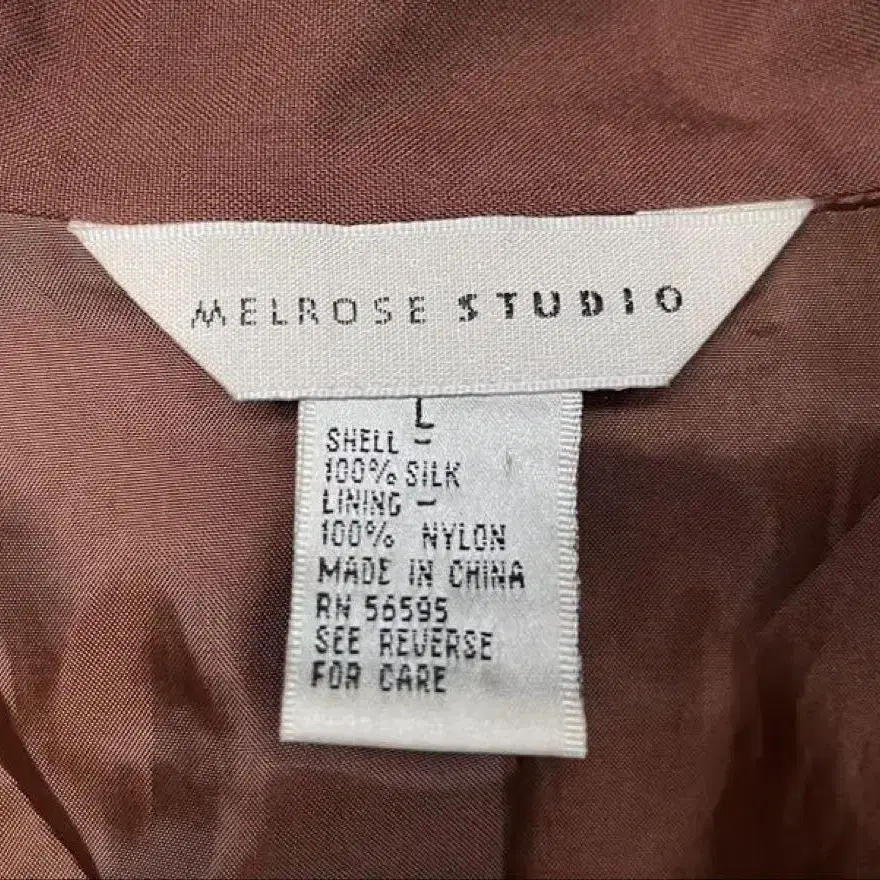 MELROSE STUDIO
L
SHELL -
100% SILK
LINING -
100% NYLON
MADE IN CHINA
RN 56595
SEE REVERSE
FOR CARE